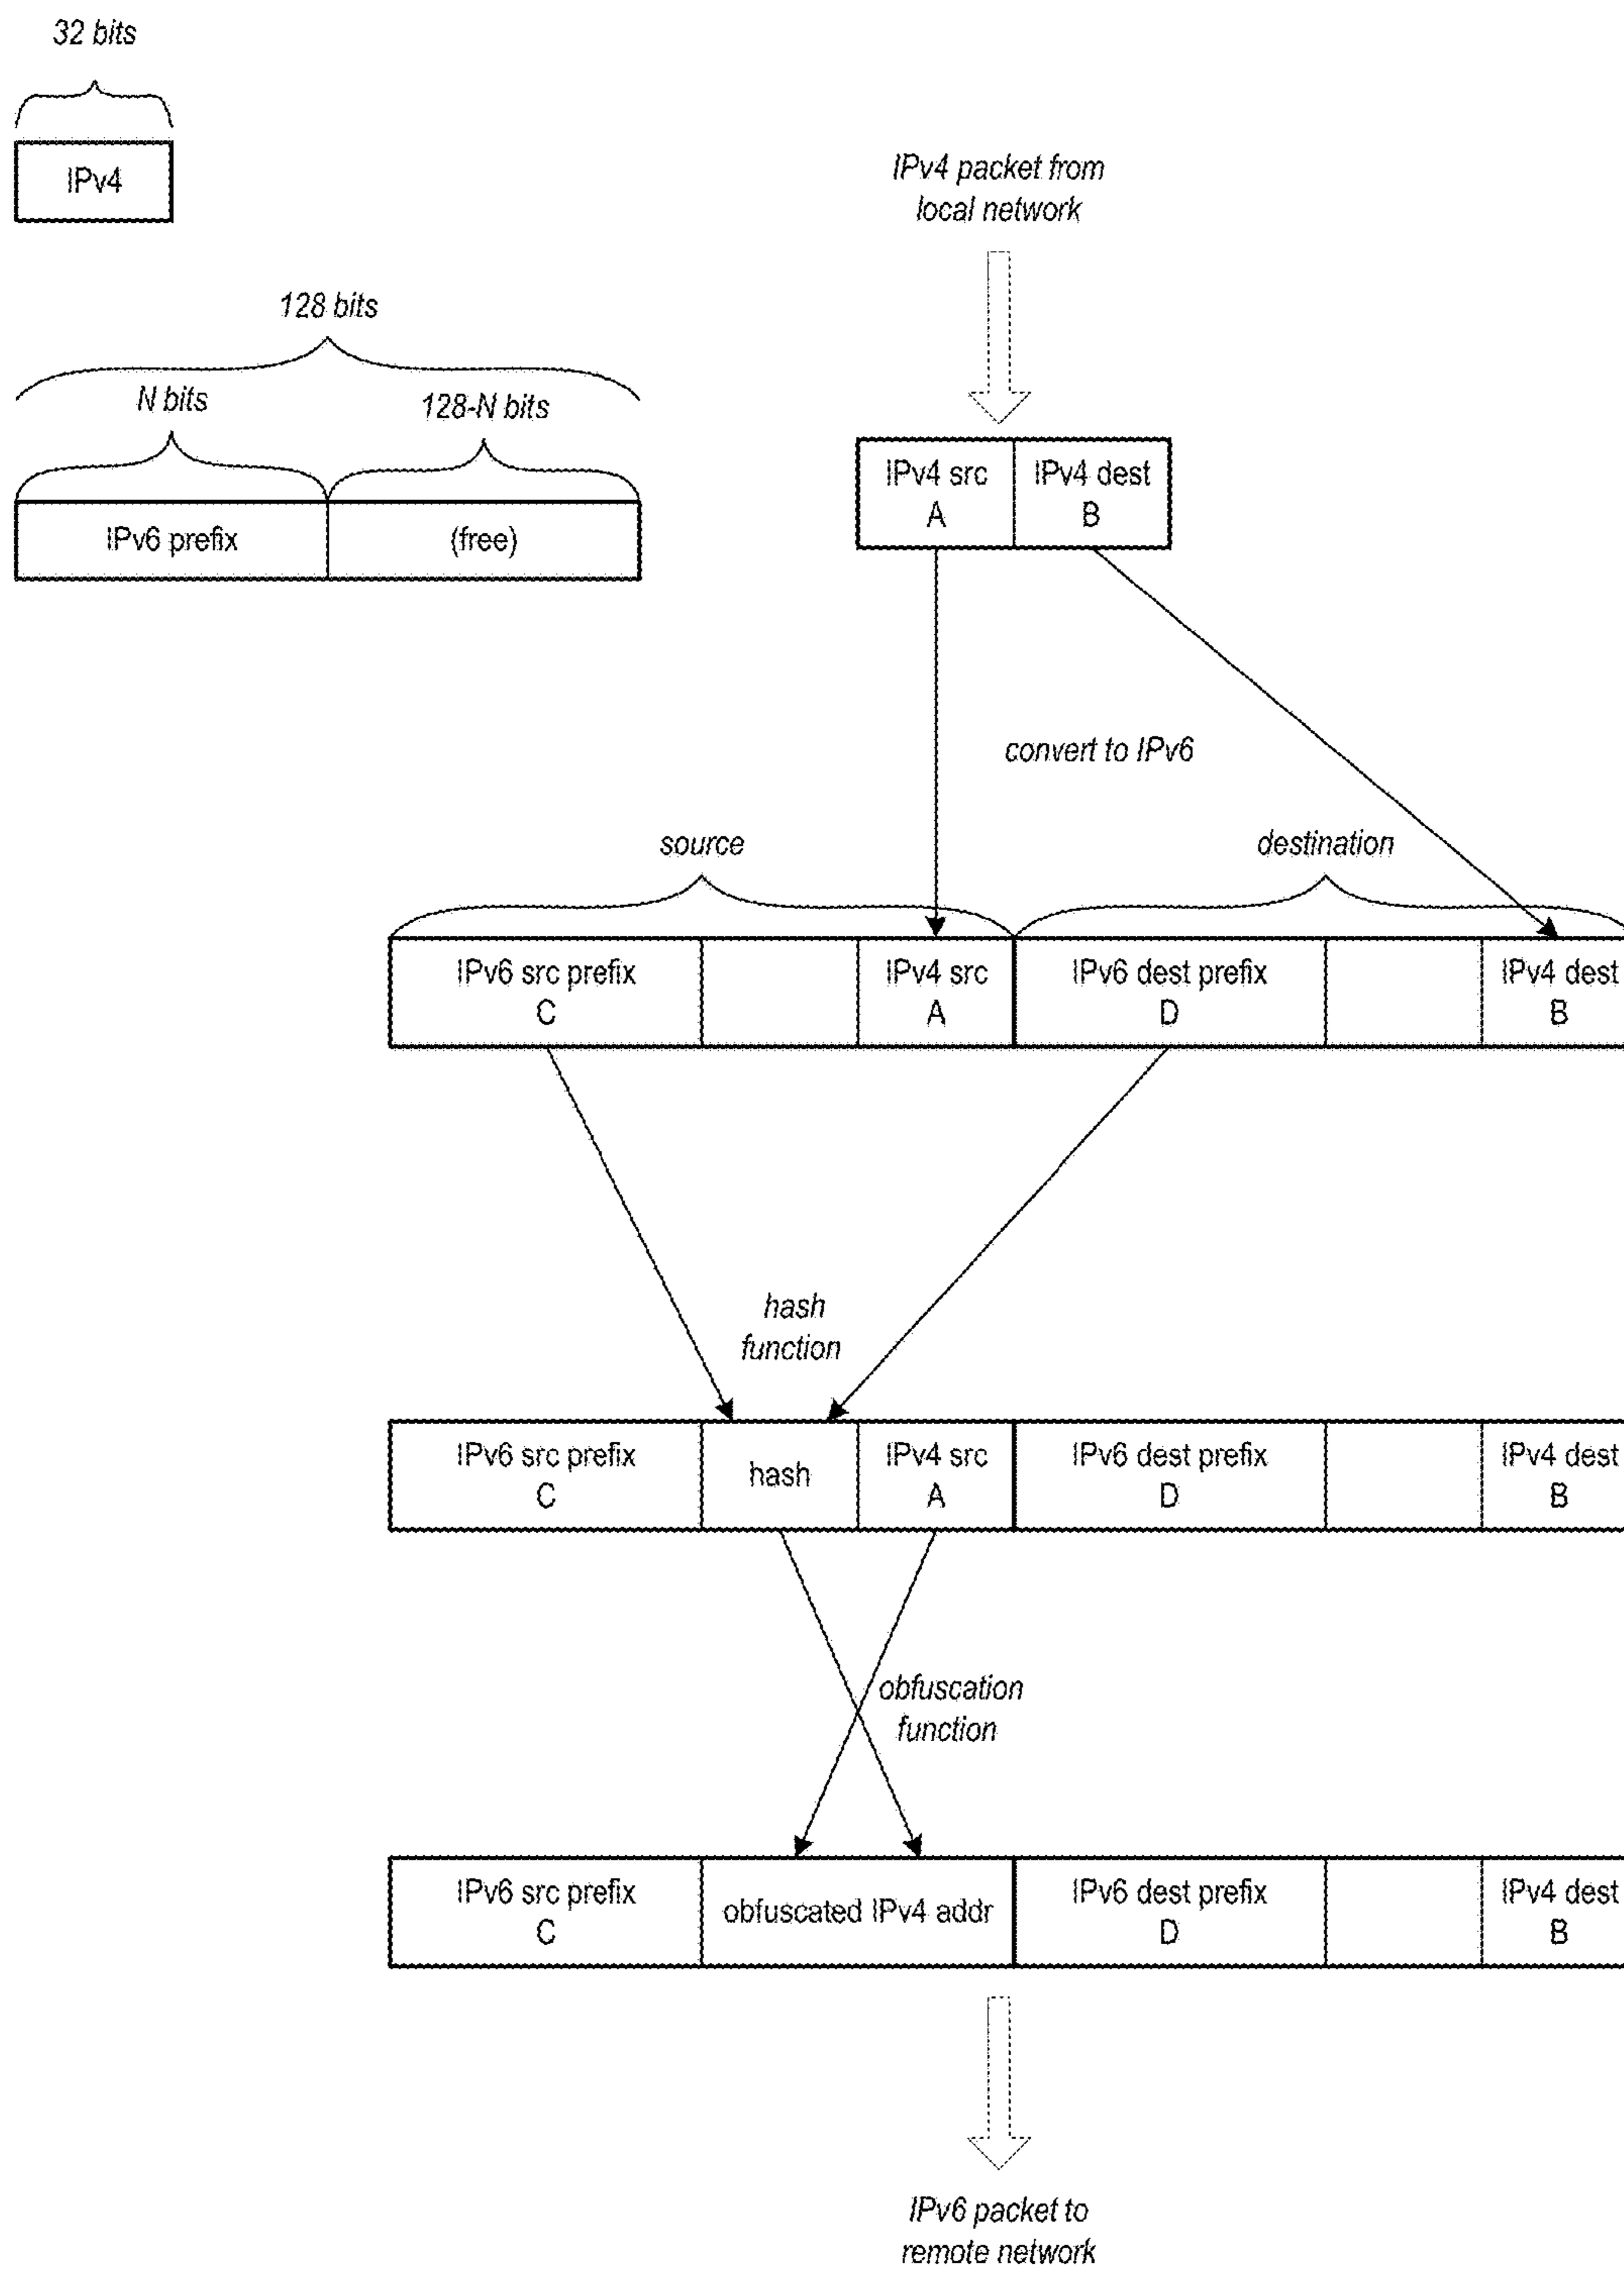 32 bits
IPv4
IPv4 packet from
local network
128 bits
N bits
128-N bits
IPv6 prefix
(free)
IPv4 src
A
IPv4 dest
B
convert to IPv6
source
destination
IPv6 src prefix
C
IPv4 src
A
IPv6 dest prefix
D
IPv4 dest
B
hash
function
IPv6 src prefix
C
hash
IPv4 src
A
IPv6 dest prefix
D
IPv4 dest
B
obfuscation
function
IPv6 src prefix
C
obfuscated IPv4 addr
IPv6 dest prefix
D
IPv4 dest
B
IPv6 packet to
remote network